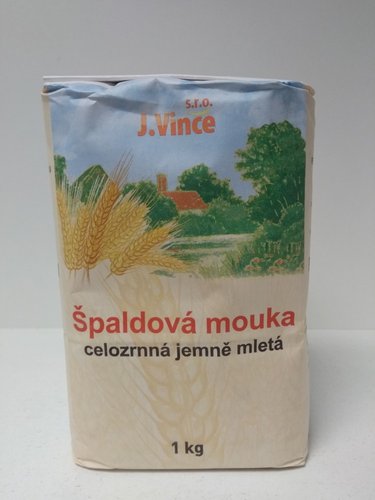 s.r.o.
J.Vince
Špaldová mouka
celozrnná jemně mletá
1 kg